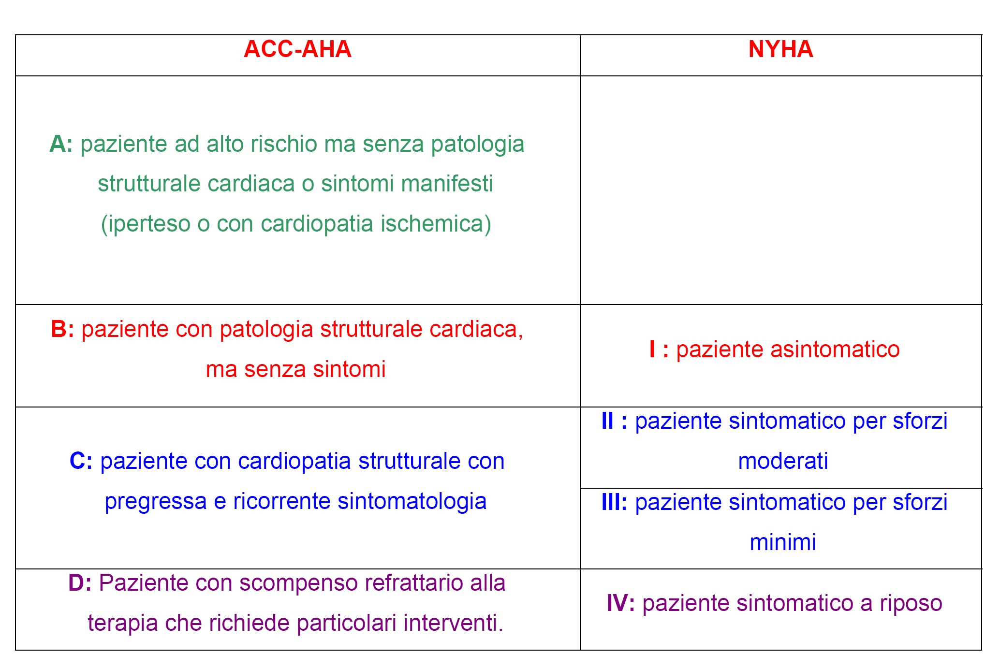 ACC-AHA
NYHA
A: paziente ad alto rischio ma senza patologia
strutturale cardiaca o sintomi manifesti
(iperteso o con cardiopatia ischemica)
B: paziente con patologia strutturale cardiaca,
ma senza sintomi
I : paziente asintomatico
C: paziente con cardiopatia strutturale con
pregressa e ricorrente sintomatologia
II : paziente sintomatico per sforzi
moderati
III: paziente sintomatico per sforzi
minimi
D: Paziente con scompenso refrattario alla
terapia che richiede particolari interventi.
IV: paziente sintomatico a riposo